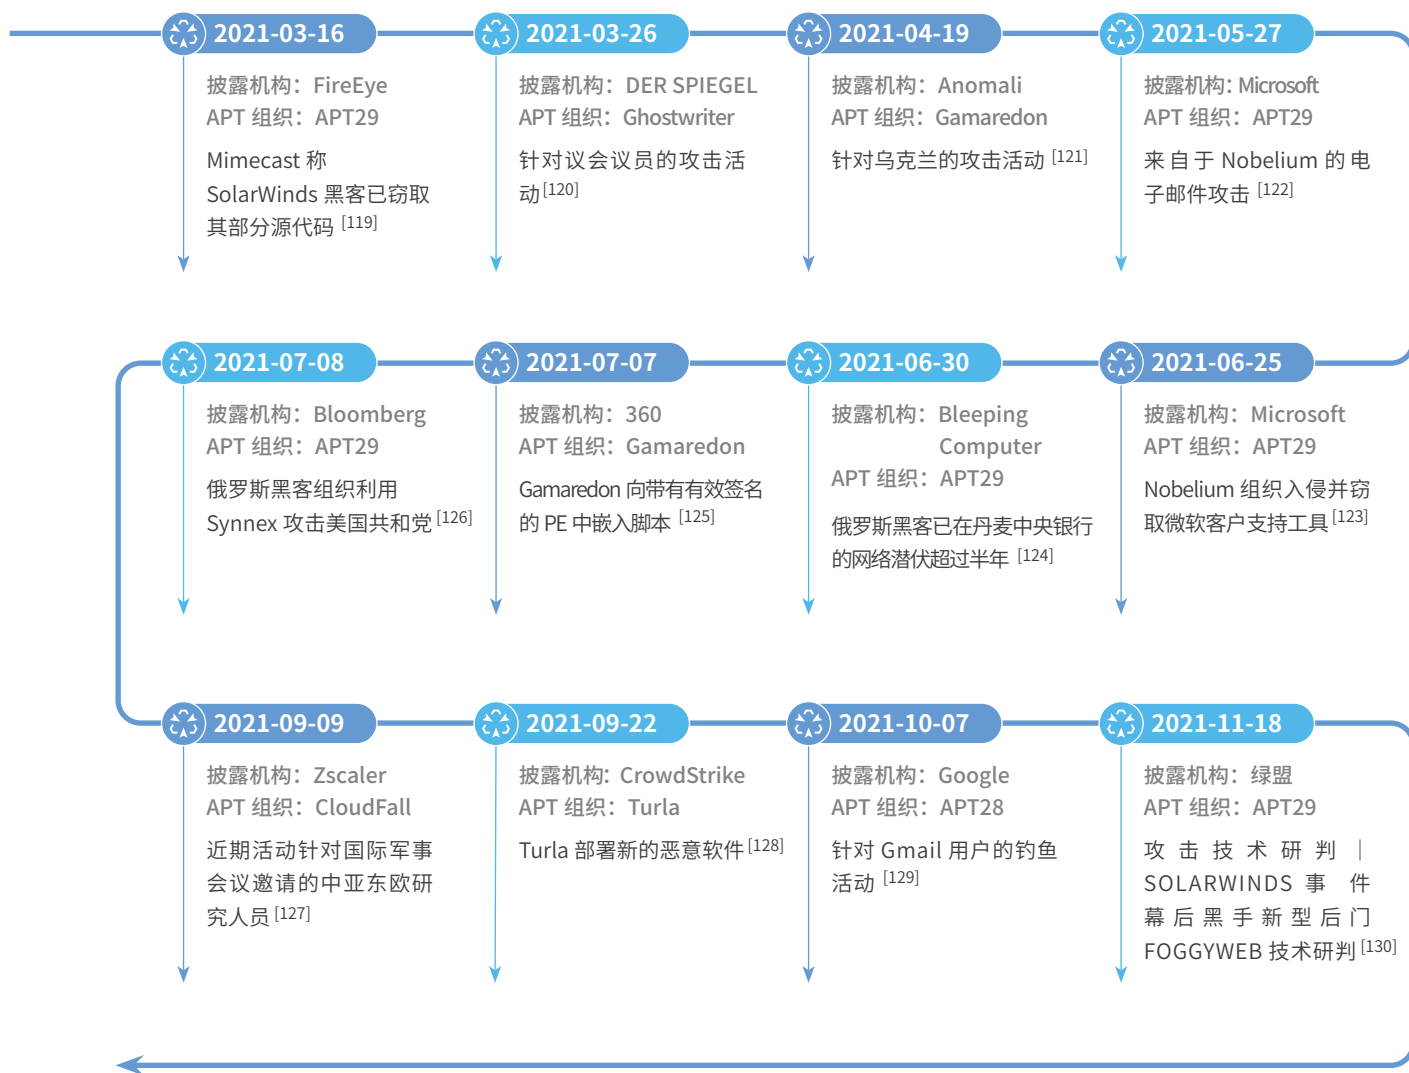 2021-03-16
披露机构：FireEye
APT 组织：APT29
Mimecast 称
SolarWinds 黑客已窃取
其部分源代码 [119]
2021-03-26
披露机构：DER SPIEGEL
APT 组织：Ghostwriter
针对议会议员的攻击活
动[120]
2021-04-19
披露机构：Anomali
APT 组织：Gamaredon
针对乌克兰的攻击活动 [121]
2021-05-27
披露机构：Microsoft
APT 组织：APT29
来自于 Nobelium 的电
子邮件攻击 [122]
2021-07-08
披露机构：Bloomberg
APT 组织：APT29
俄罗斯黑客组织利用
Synnex 攻击美国共和党[126]
2021-07-07
披露机构：360
APT 组织：Gamaredon
Gamaredon 向带有有效签名
的 PE 中嵌入脚本 [125]
2021-06-30
披露机构：Bleeping
Computer
APT 组织：APT29
俄罗斯黑客已在丹麦中央银行
的网络潜伏超过半年 [124]
2021-06-25
披露机构：Microsoft
APT 组织：APT29
Nobelium 组织入侵并窃
取微软客户支持工具[123]
2021-09-09
披露机构：Zscaler
APT 组织：CloudFall
近期活动针对国际军事
会议邀请的中亚东欧研
究人员[127]
2021-09-22
披露机构：CrowdStrike
APT 组织：Turla
Turla 部署新的恶意软件[128]
2021-10-07
披露机构：Google
APT 组织：APT28
针对 Gmail 用户的钓鱼
活动 [129]
2021-11-18
披露机构：绿盟
APT 组织：APT29
攻击技术研判｜
SOLARWINDS 事件
幕后黑手新型后门
FOGGYWEB 技术研判[130]